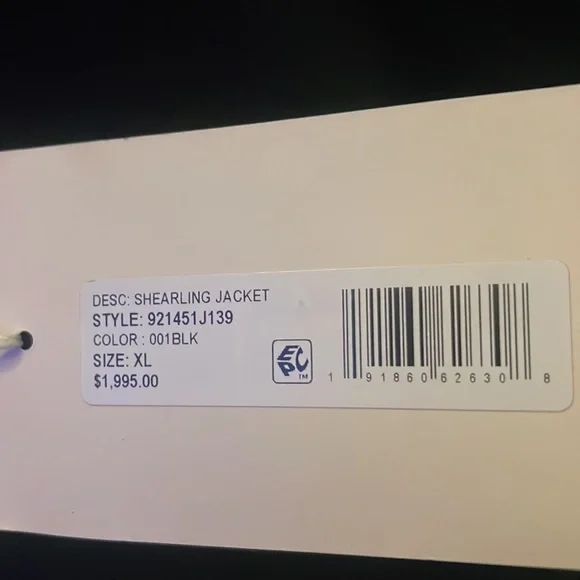 DESC: SHEARLING JACKET
STYLE: 921451J139
COLOR : 001BLK
SIZE: XL
$1,995.00
EPC TM
1 91860 62630 8